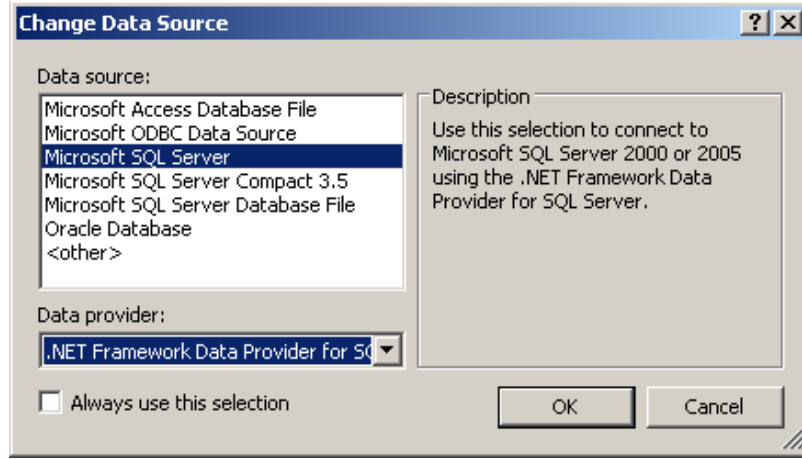 Change Data Source
Data source:
Microsoft Access Database File
Microsoft ODBC Data Source
Microsoft SQL Server
Microsoft SQL Server Compact 3.5
Microsoft SQL Server Database File
Oracle Database
<other>
Description
Use this selection to connect to
Microsoft SQL Server 2000 or 2005
using the .NET Framework Data
Provider for SQL Server.
Data provider:
.NET Framework Data Provider for SQ
Always use this selection
OK
Cancel